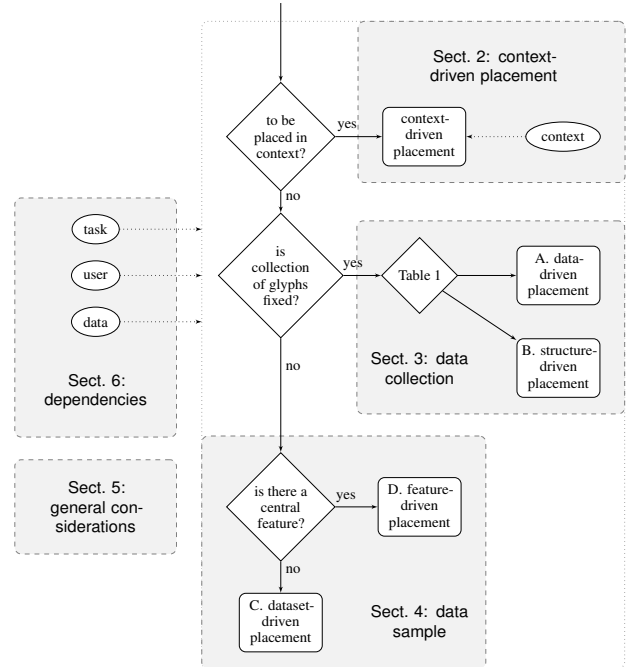 Sect. 2: context-
driven placement
to be
placed in
context?
yes
context-
driven
placement
context
no
task
user
data
Sect. 6:
dependencies
is
collection
of glyphs
fixed?
yes
Table 1
A. data-
driven
placement
B. structure-
driven
placement
Sect. 3: data
collection
no
Sect. 5:
general con-
siderations
is there a
central
feature?
yes
D. feature-
driven
placement
no
C. dataset-
driven
placement
Sect. 4: data
sample